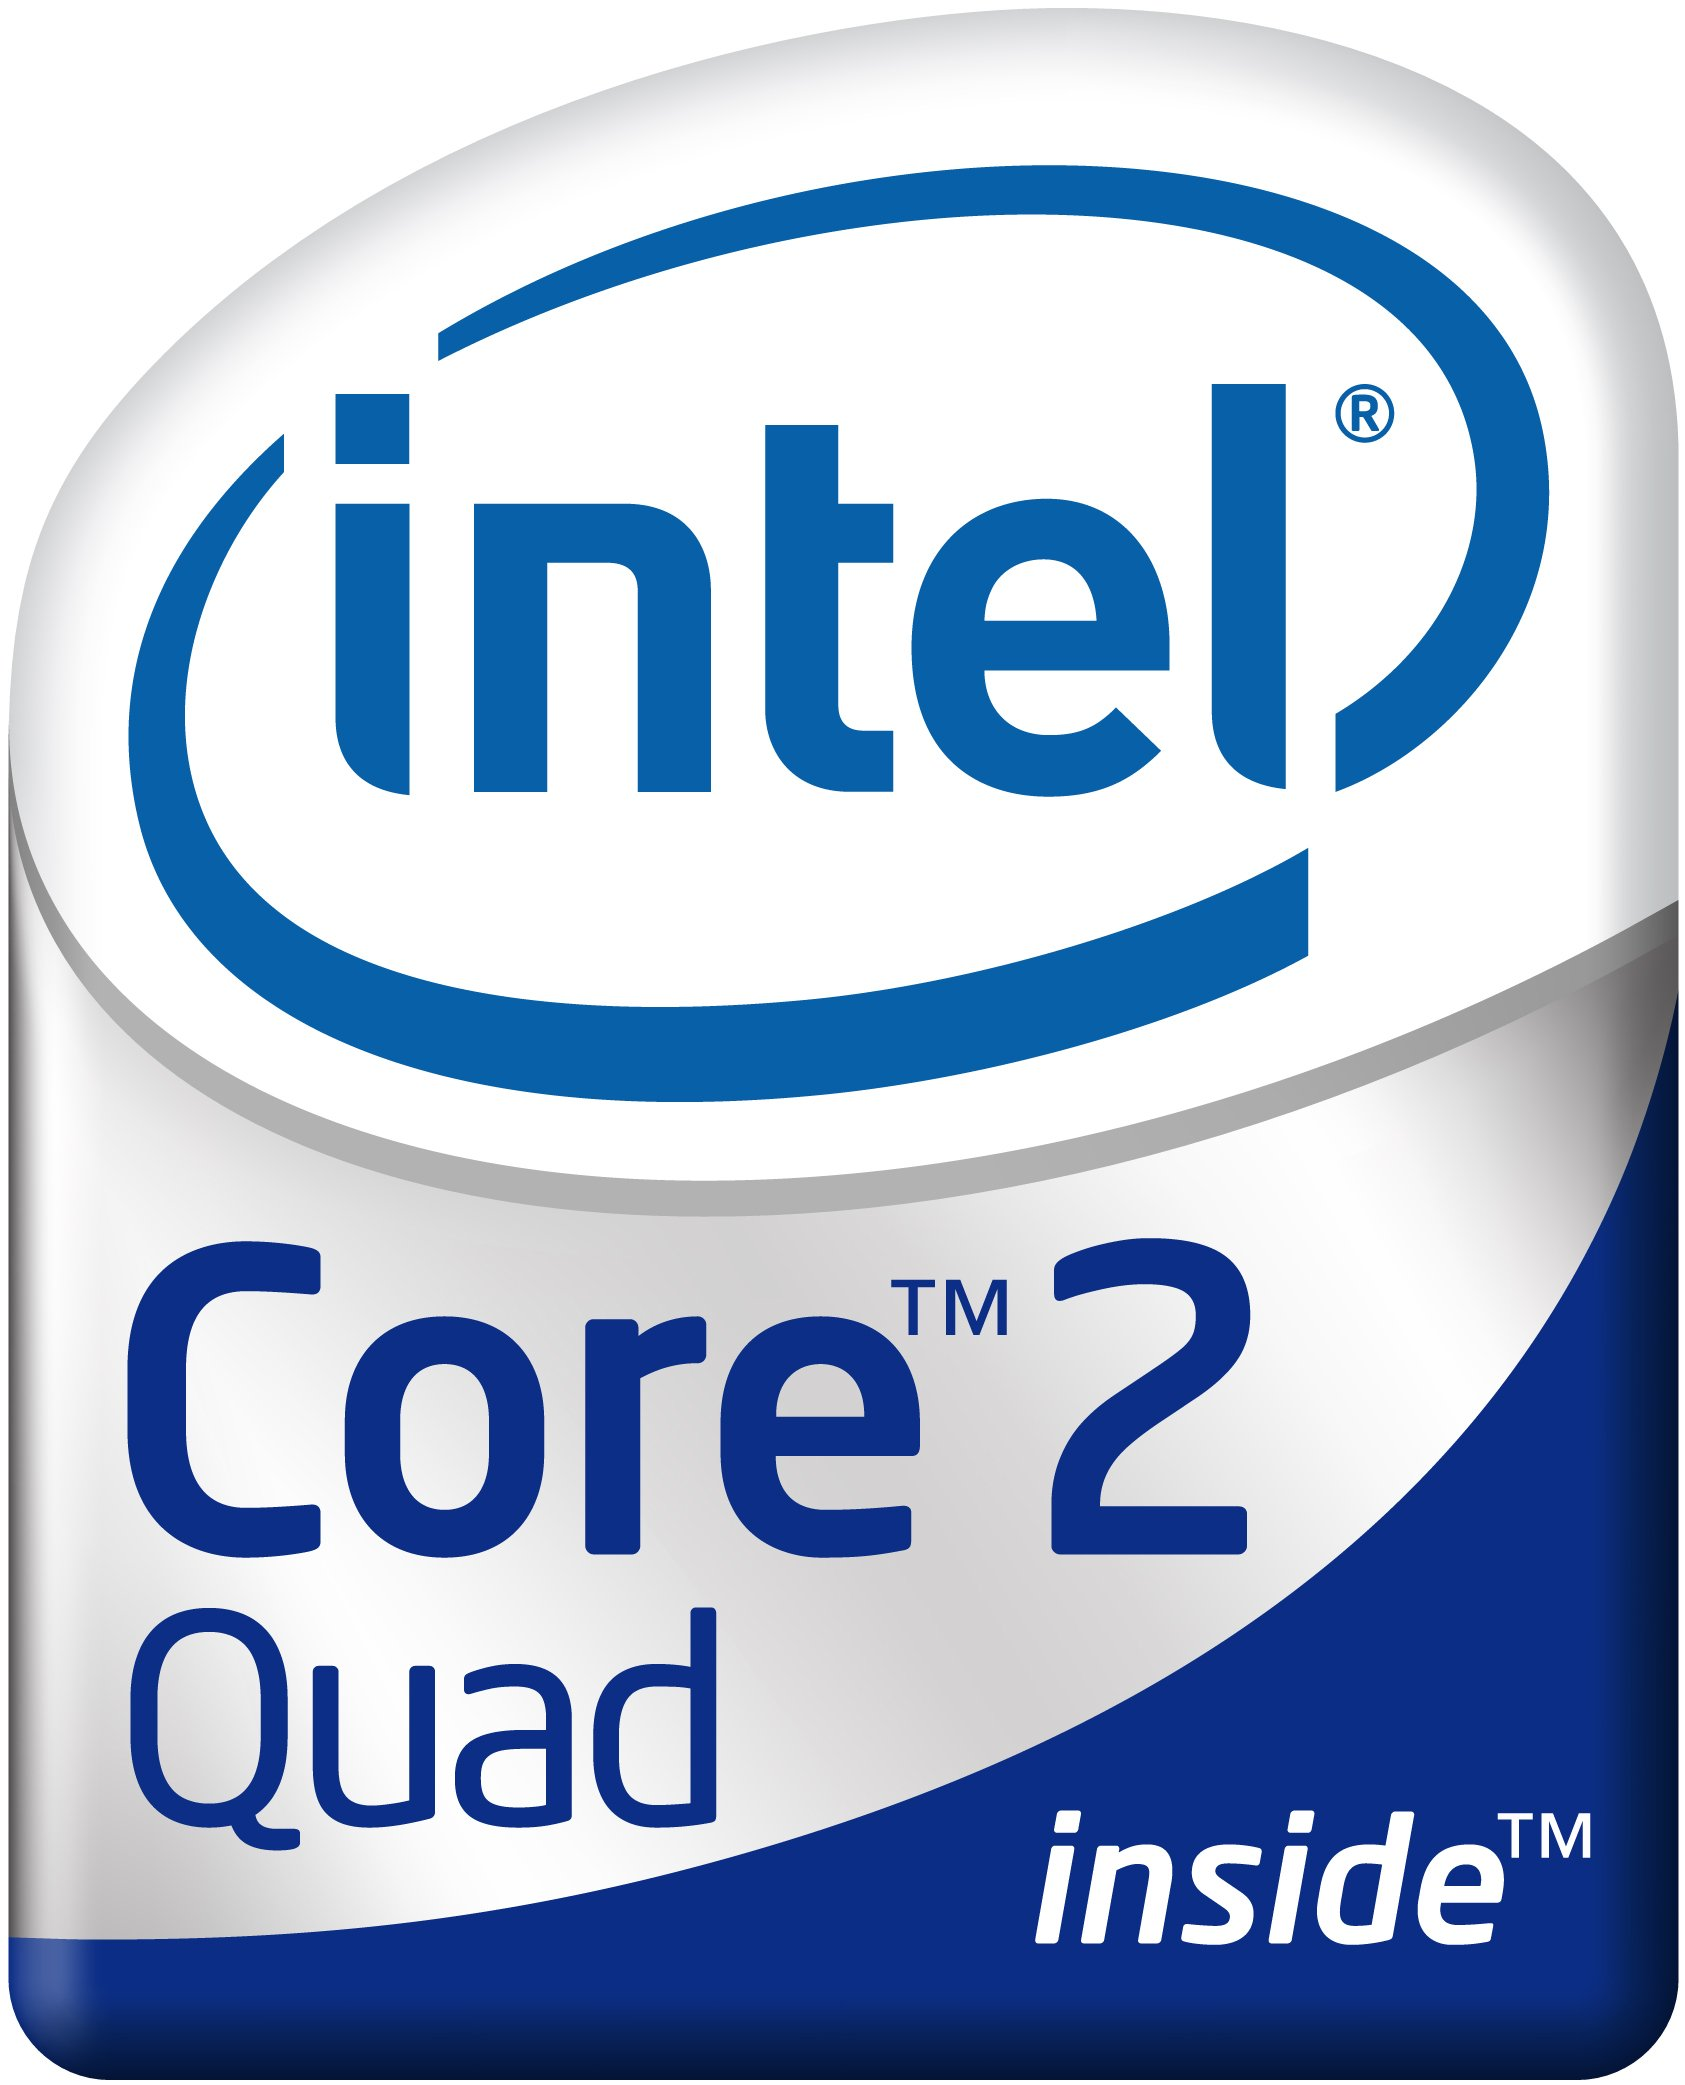 intel®
Core™ 2
Quad
inside™